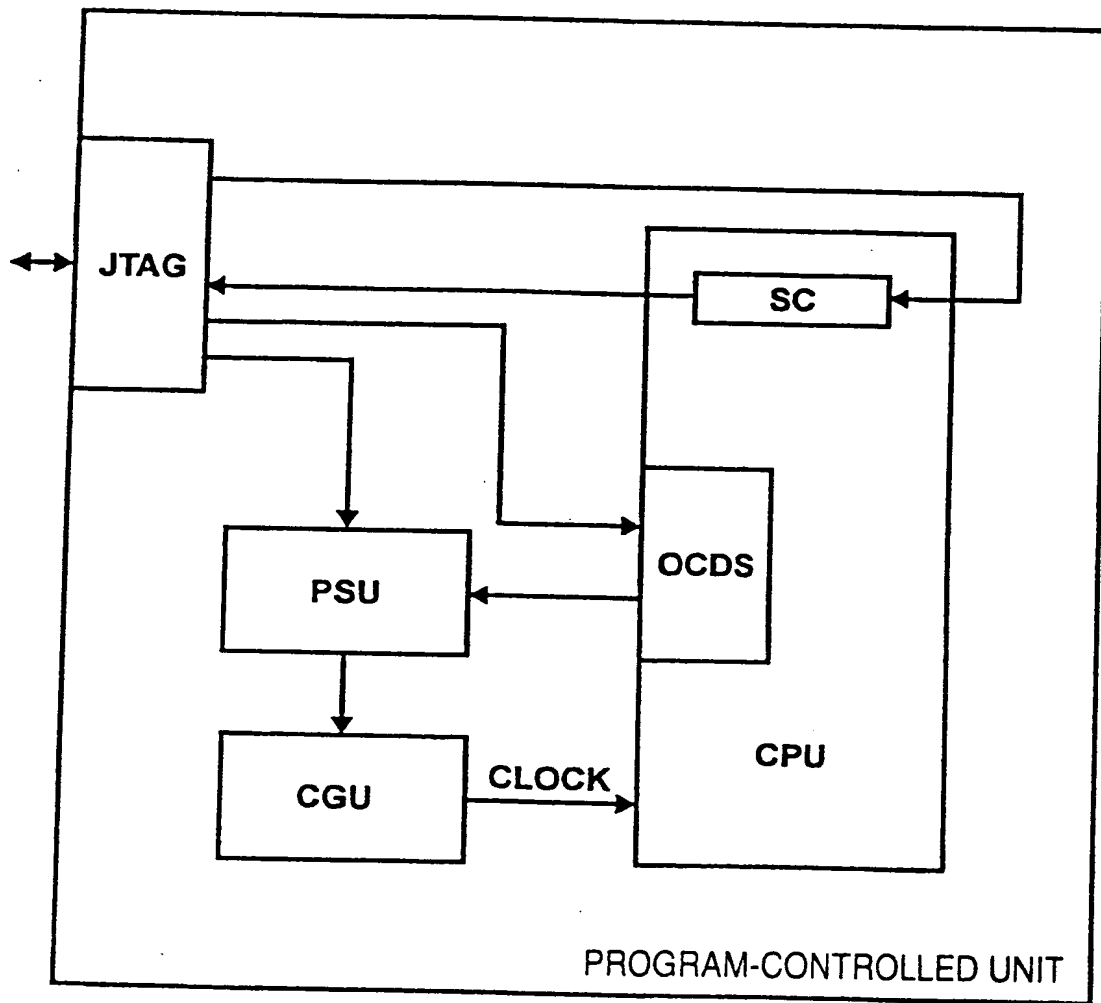 JTAG
SC
OCDS
PSU
CPU
CLOCK
CGU
PROGRAM-CONTROLLED UNIT